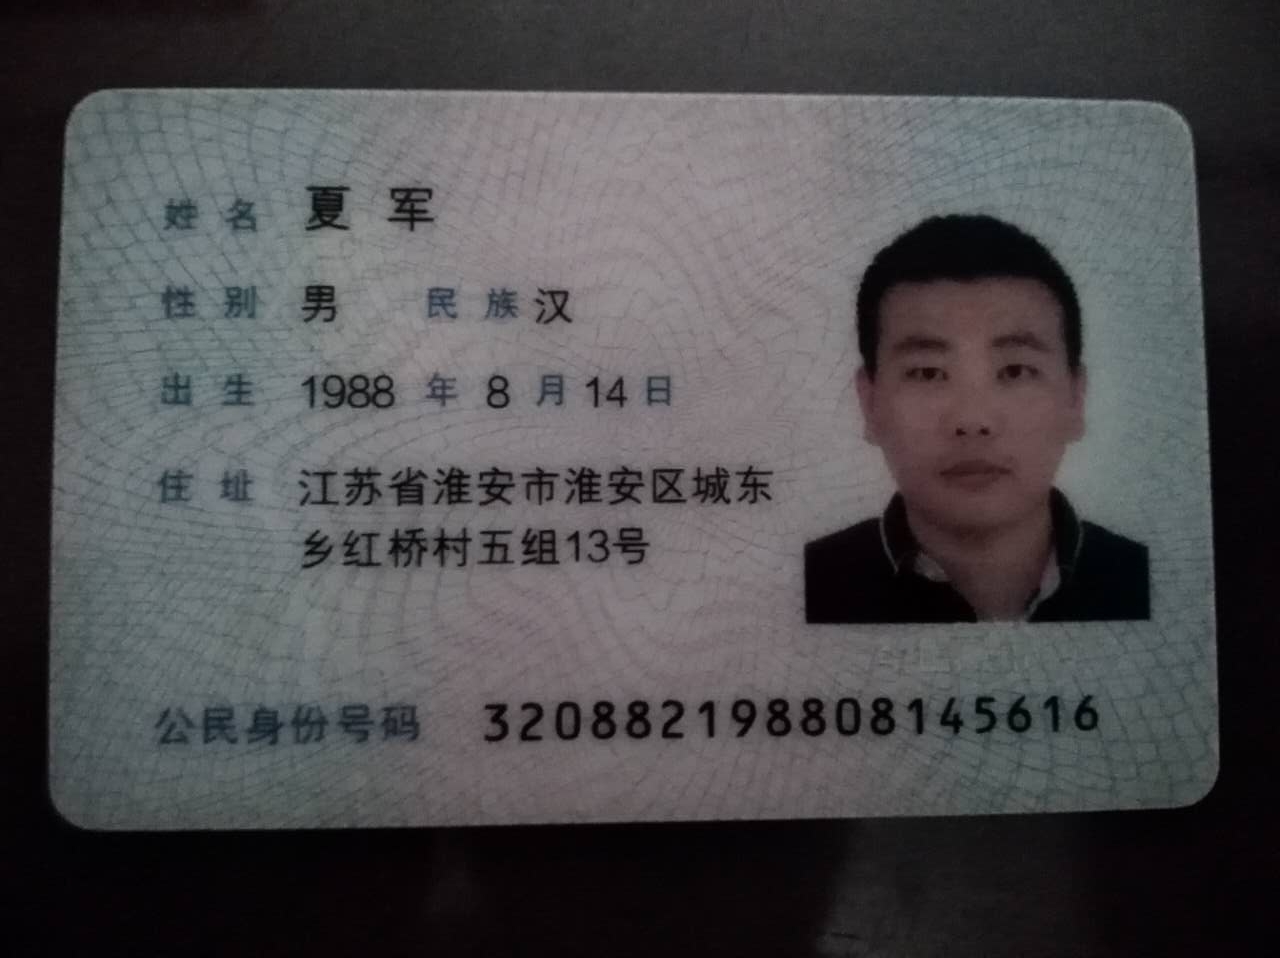 姓名 夏军
性别 男 民族 汉
出生 1988 年 8 月 14 日
住址 江苏省淮安市淮安区城东
乡红桥村五组13号
公民身份号码 320882198808145616